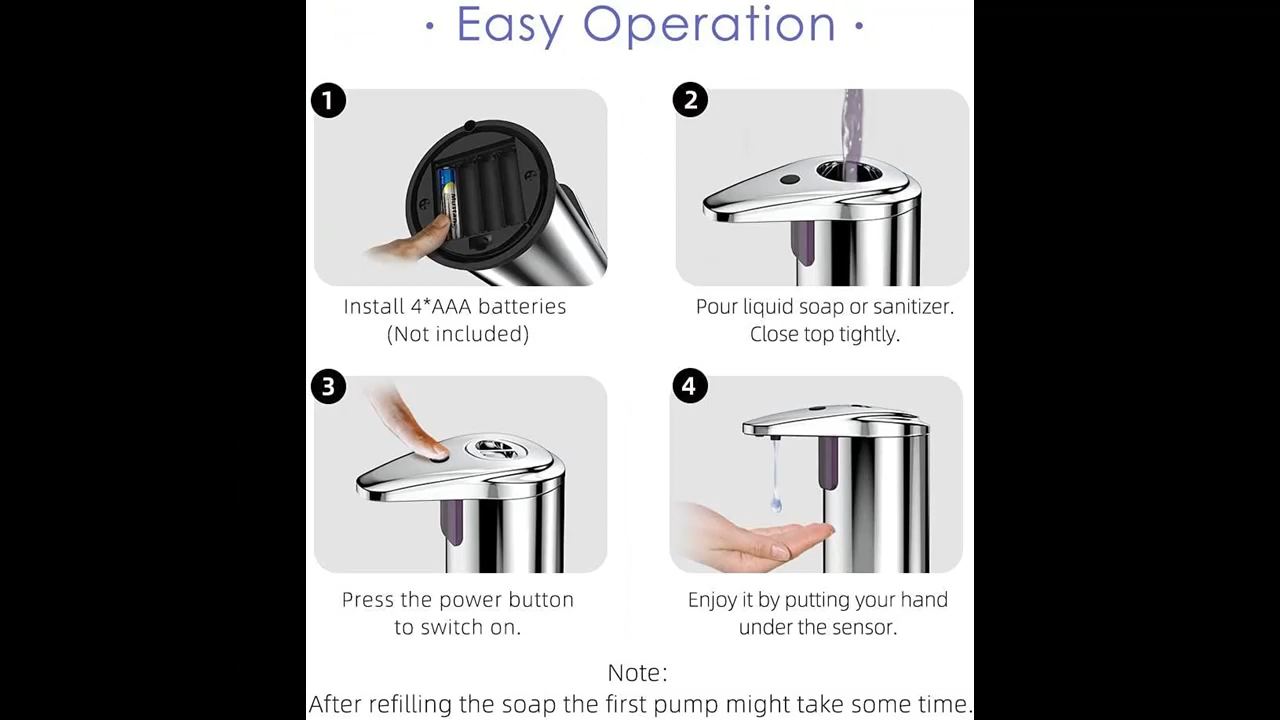 · Easy Operation ·
1
2
Install 4*AAA batteries
(Not included)
Pour liquid soap or sanitizer.
Close top tightly.
3
4
Press the power button
to switch on.
Enjoy it by putting your hand
under the sensor.
Note:
After refilling the soap the first pump might take some time.